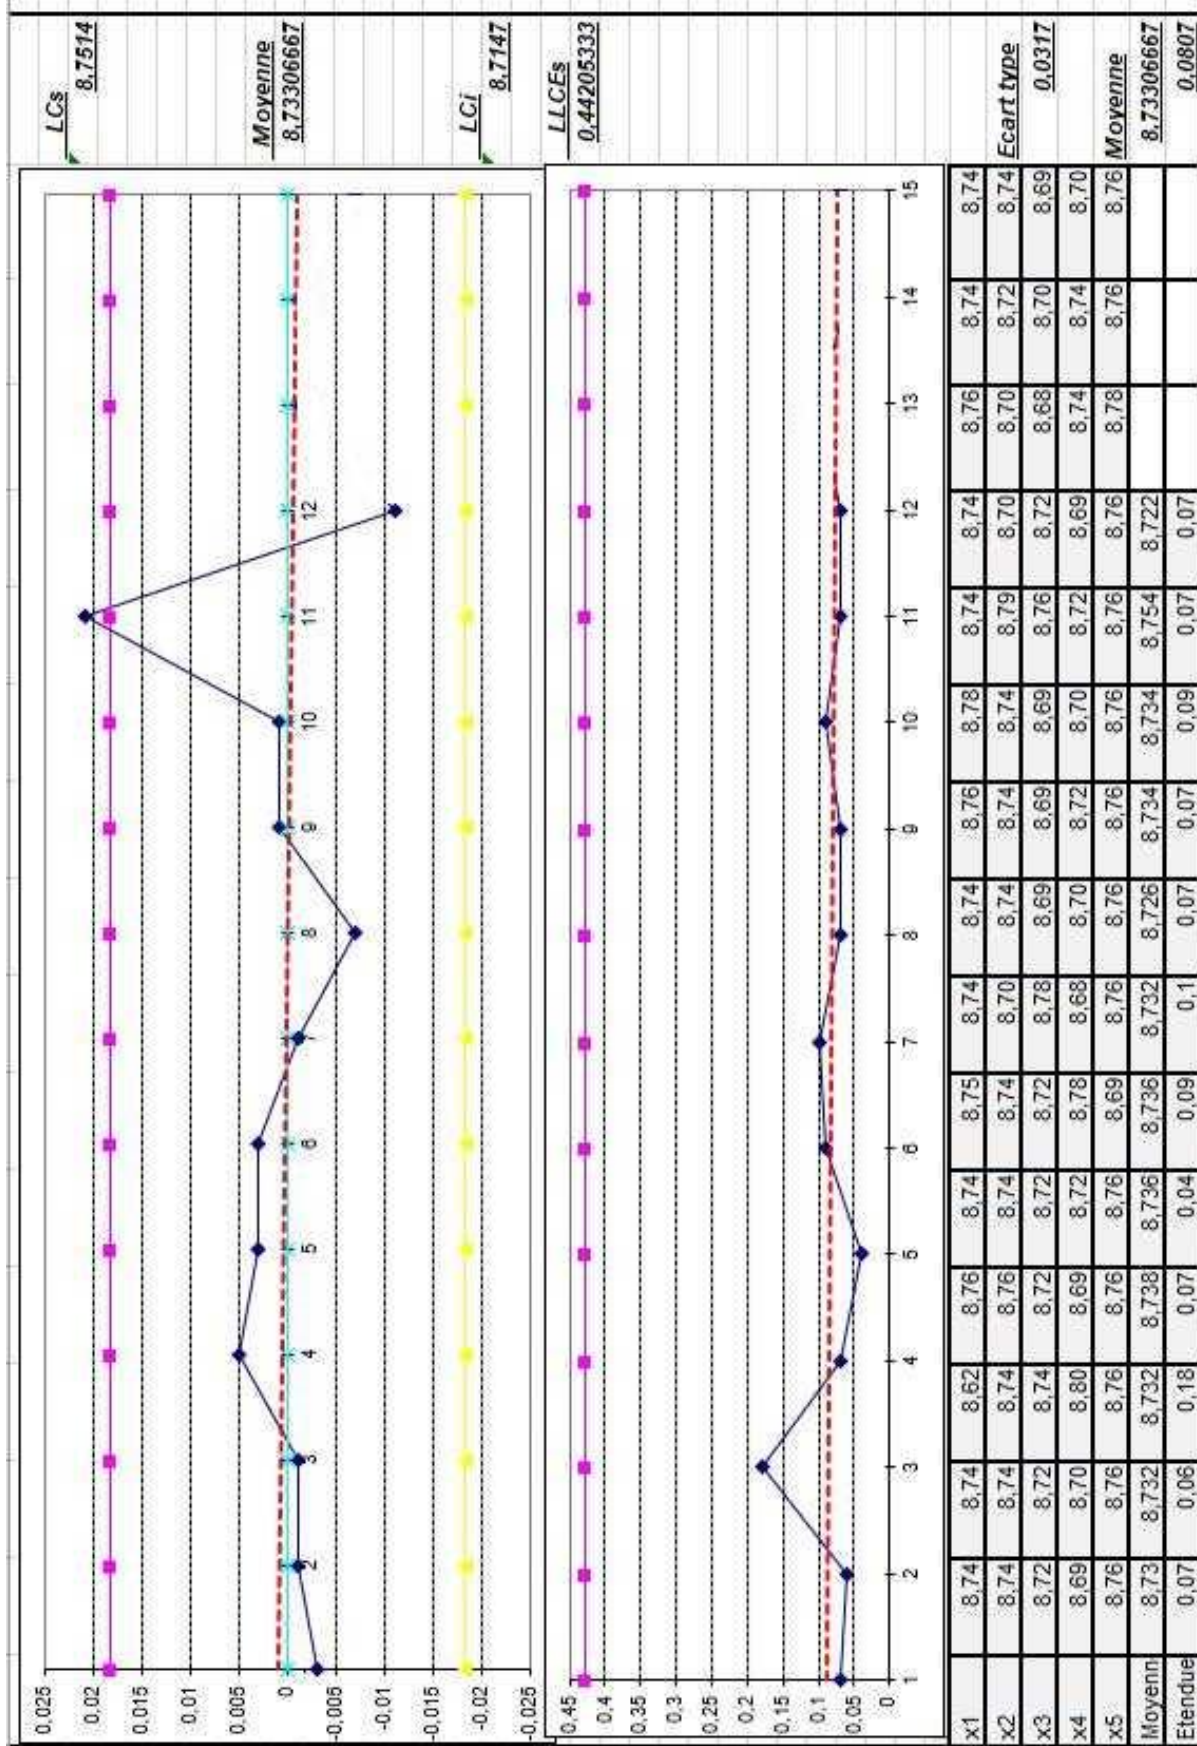 LCs
8,7514
Moyenne
8,73306667
LCi
8,7147
0,025
0,02
0,015
0,01
0,005
0
-0,005
-0,01
-0,015
-0,02
-0,025
2 3 4 5 6 7 8 9 10 11 12 13 14
LLCEs
0,44205333
0,45
0,4
0,35
0,3
0,25
0,2
0,15
0,1
0,05
0
1 2 3 4 5 6 7 8 9 10 11 12 13 14 15
x1 8,74 8,74 8,62 8,76 8,74 8,75 8,74 8,74 8,76 8,78 8,74 8,74 8,76 8,74 8,74
x2 8,74 8,74 8,74 8,76 8,74 8,74 8,70 8,74 8,74 8,74 8,79 8,70 8,70 8,72 8,74 Ecart type
x3 8,72 8,72 8,74 8,72 8,72 8,72 8,78 8,69 8,69 8,69 8,76 8,72 8,68 8,70 8,69 0,0317
x4 8,69 8,70 8,80 8,69 8,72 8,78 8,68 8,70 8,72 8,70 8,72 8,69 8,74 8,74 8,70
x5 8,76 8,76 8,76 8,76 8,76 8,69 8,76 8,76 8,76 8,76 8,76 8,76 8,78 8,76 8,76 Moyenne
Moyenn 8,73 8,732 8,732 8,738 8,736 8,736 8,732 8,726 8,734 8,734 8,754 8,722 8,73306667
Etendue 0,07 0,06 0,18 0,07 0,04 0,09 0,1 0,07 0,07 0,09 0,07 0,07 0,0807